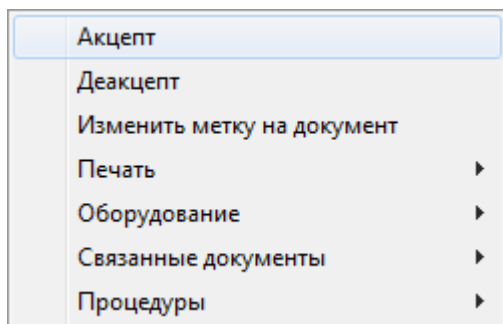 Акцепт
Деакцепт
Изменить метку на документ
Печать
Оборудование
Связанные документы
Процедуры